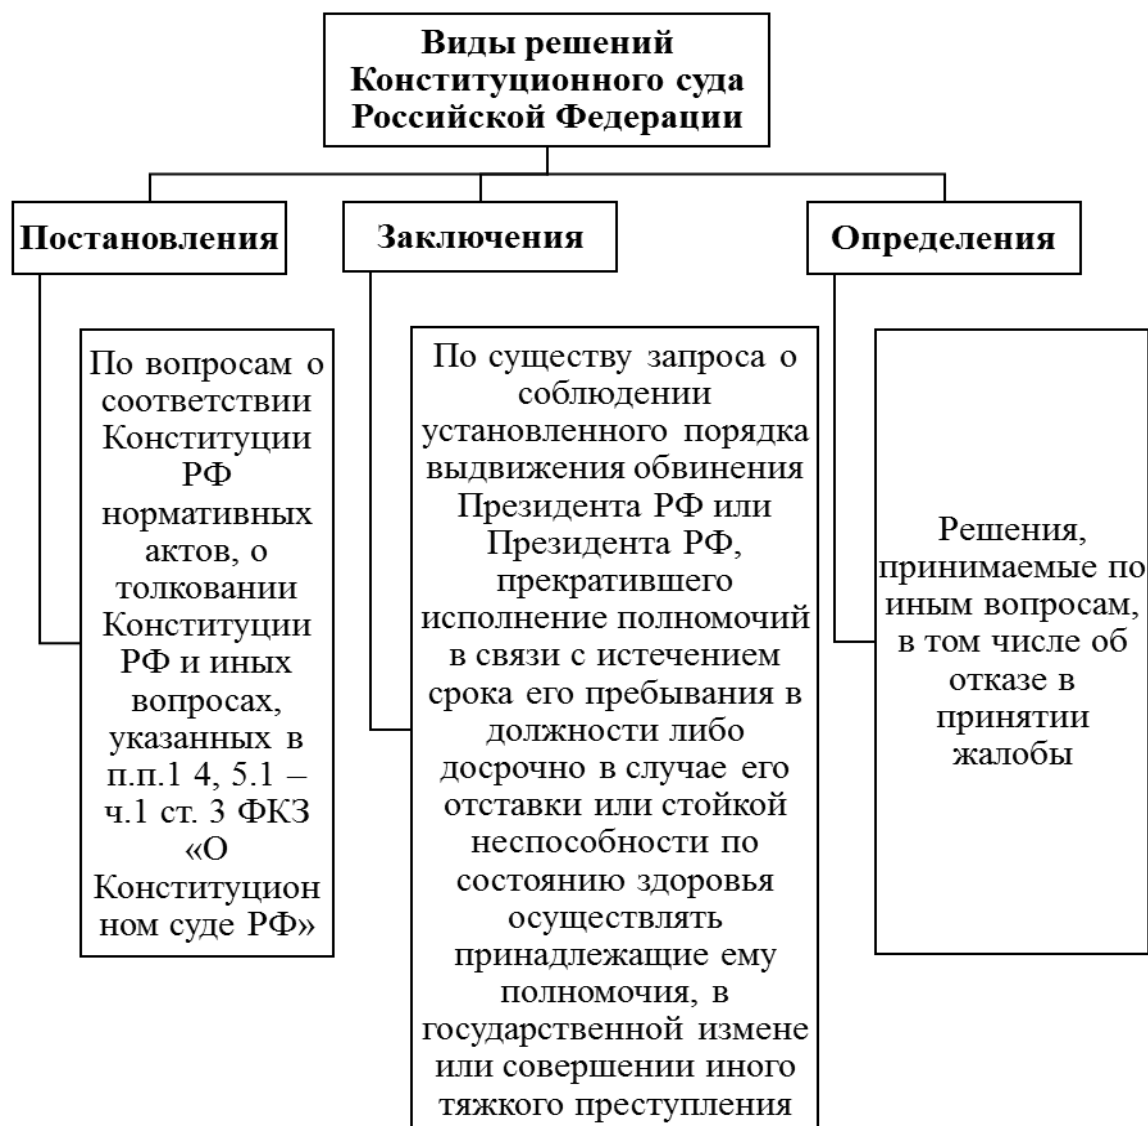 Виды решений
Конституционного суда
Российской Федерации
Постановления
По вопросам о
соответствии
Конституции
РФ
нормативных
актов, о
толковании
Конституции
РФ и иных
вопросах,
указанных в
п.п.1 4, 5.1 –
ч.1 ст. 3 ФКЗ
«О
Конституцион
ном суде РФ»
Заключения
По существу запроса о
соблюдении
установленного порядка
выдвижения обвинения
Президента РФ или
Президента РФ,
прекратившего
исполнение полномочий
в связи с истечением
срока его пребывания в
должности либо
досрочно в случае его
отставки или стойкой
неспособности по
состоянию здоровья
осуществлять
принадлежащие ему
полномочия, в
государственной измене
или совершении иного
тяжкого преступления
Определения
Решения,
принимаемые по
иным вопросам,
в том числе об
отказе в
принятии
жалобы